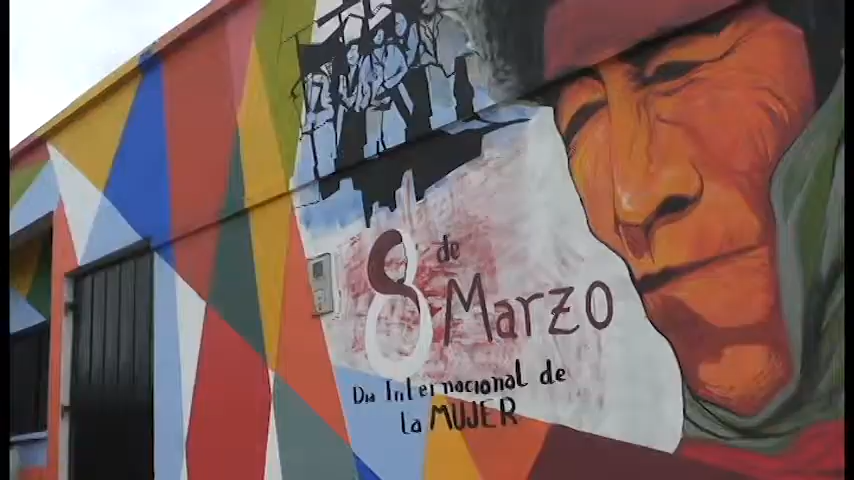 8 de
Marzo
Dia Internacional de
la MUJER